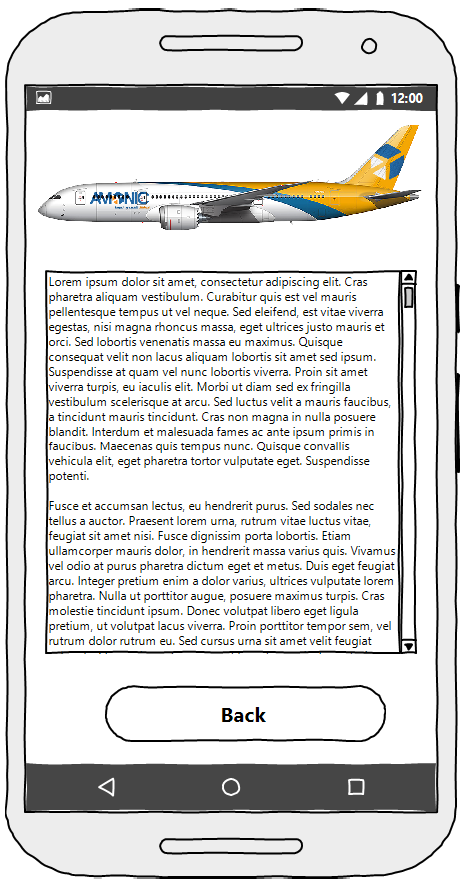 12:00
AVIONIC
Lorem ipsum dolor sit amet, consectetur adipiscing elit. Cras
pharetra aliquam vestibulum. Curabitur quis est vel mauris
pellentesque tempus ut vel neque. Sed eleifend, est vitae viverra
egestas, nisi magna rhoncus massa, eget ultrices justo mauris et
orci. Sed lobortis venenatis massa eu maximus. Quisque
consequat velit non lacus aliquam lobortis sit amet sed ipsum.
Suspendisse at quam vel nunc lobortis viverra. Proin sit amet
viverra turpis, eu iaculis elit. Morbi ut diam sed ex fringilla
vestibulum scelerisque at arcu. Sed luctus velit a mauris faucibus,
a tincidunt mauris tincidunt. Cras non magna in nulla posuere
blandit. Interdum et malesuada fames ac ante ipsum primis in
faucibus. Maecenas quis tempus nunc. Quisque convallis
vehicula elit, eget pharetra tortor vulputate eget. Suspendisse
potenti.
Fusce et accumsan lectus, eu hendrerit purus. Sed sodales nec
tellus a auctor. Praesent lorem urna, rutrum vitae luctus vitae,
feugiat sit amet nisi. Fusce dignissim porta lobortis. Etiam
ullamcorper mauris dolor, in hendrerit massa varius quis. Vivamus
vel odio at purus pharetra dictum eget et metus. Duis eget feugiat
arcu. Integer pretium enim a dolor varius, ultrices vulputate lorem
pharetra. Nulla ut porttitor augue, posuere maximus turpis. Cras
molestie tincidunt ipsum. Donec volutpat libero eget ligula
pretium, ut volutpat lacus viverra. Proin porttitor tempor sem, vel
rutrum dolor rutrum eu. Sed cursus urna sit amet velit feugiat
Back